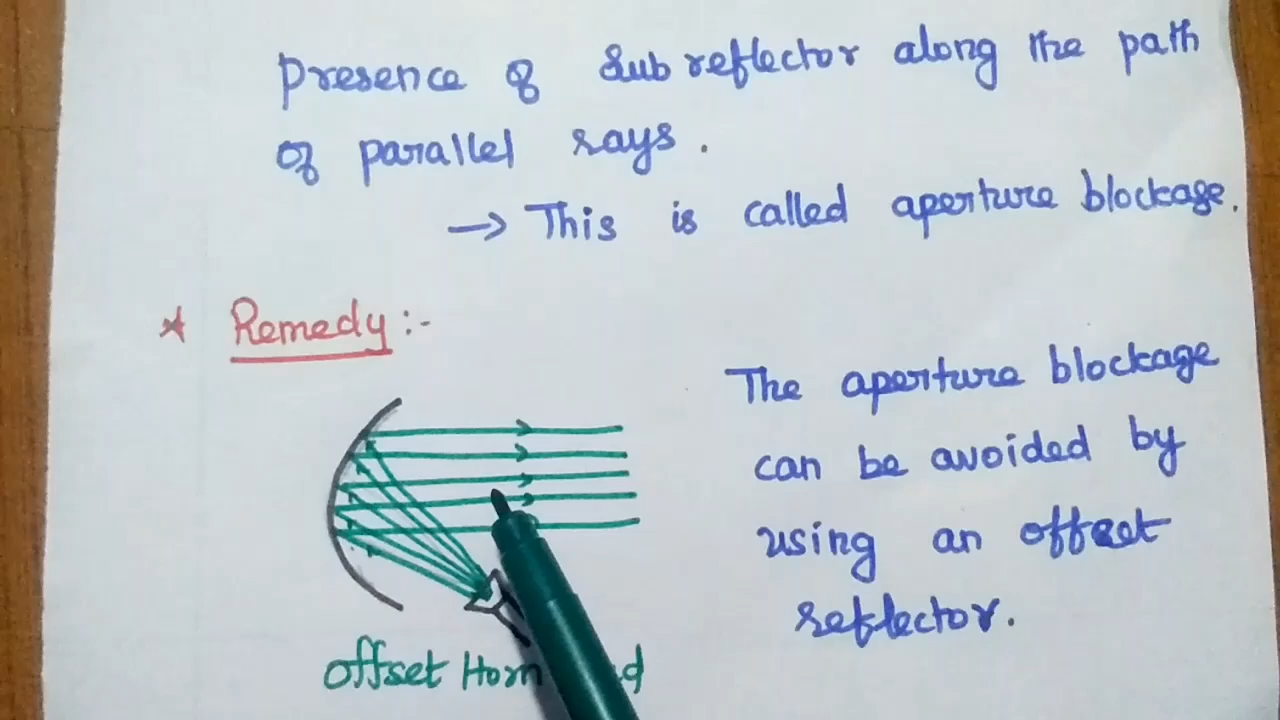 presence of sub reflector along the path
of parallel rays.
→ This is called aperture blockage.
* Remedy :-
The aperture blockage
can be avoided by
using an offset
reflector.
offset Horn